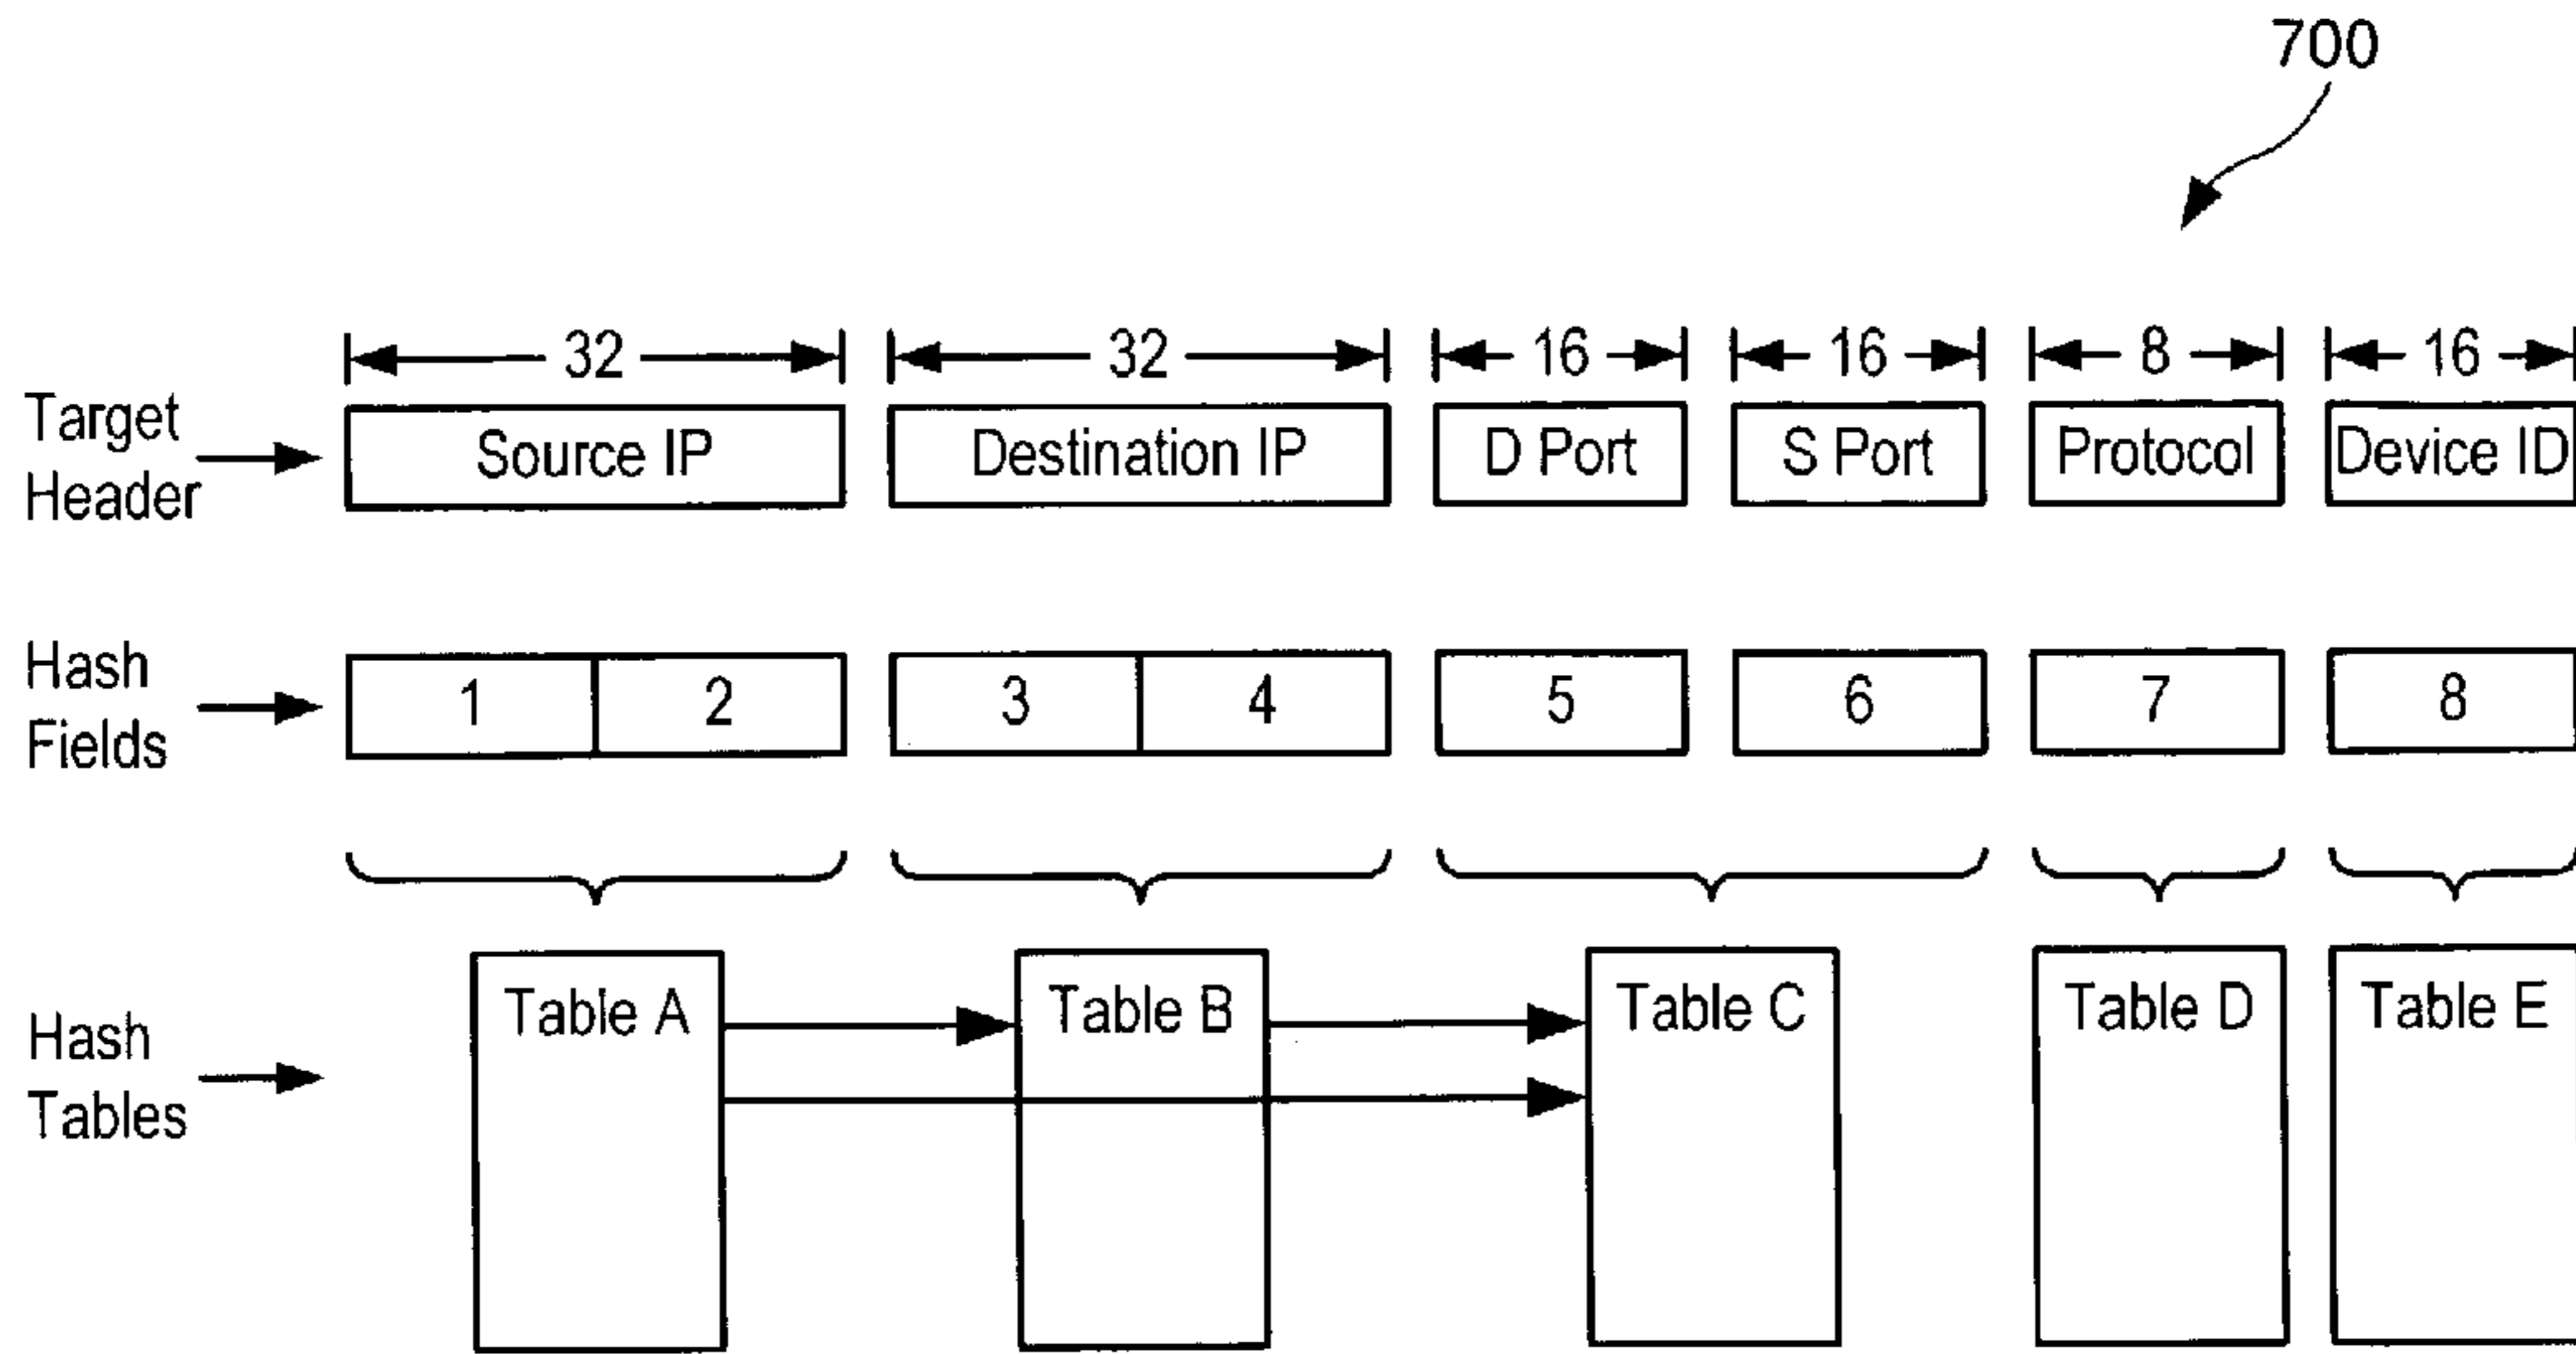 700
32 32 16 16 8 16
Target
Header
Source IP Destination IP D Port S Port Protocol Device ID
Hash
Fields
1 2 3 4 5 6 7 8
Hash
Tables
Table A Table B Table C Table D Table E